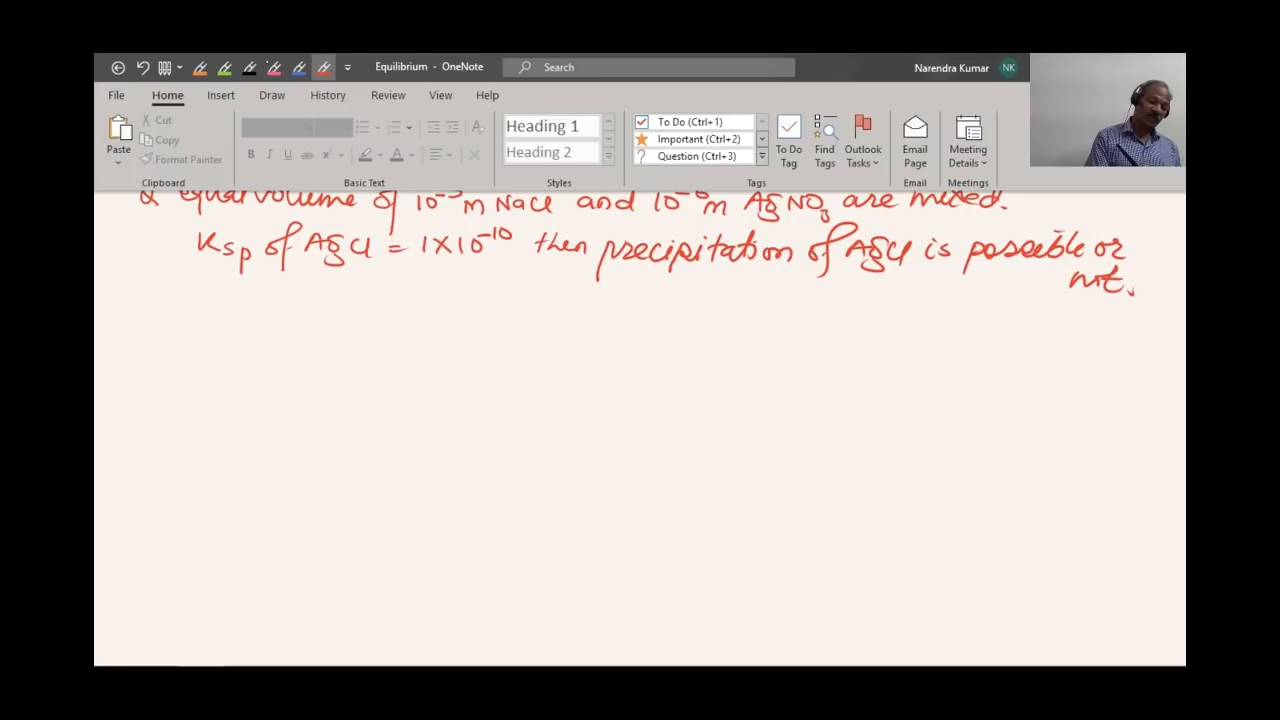 Equilibrium - OneNote
Search
Narendra Kumar
NK
File Home Insert Draw History Review View Help
Paste
Cut
Copy
Format Painter
Clipboard
B I U ab x A
Basic Text
Heading 1
Heading 2
Styles
To Do (Ctrl+1)
Important (Ctrl+2)
Question (Ctrl+3)
To Do Tag
Find Tags
Outlook Tasks
Tags
Email Page
Email
Meeting Details
Meetings
equal volume of m NaCl and m AgNO3 are mixed.
Ksp of AgCl = 1X10⁻¹⁰ then precipitation of AgCl is possible or
not.